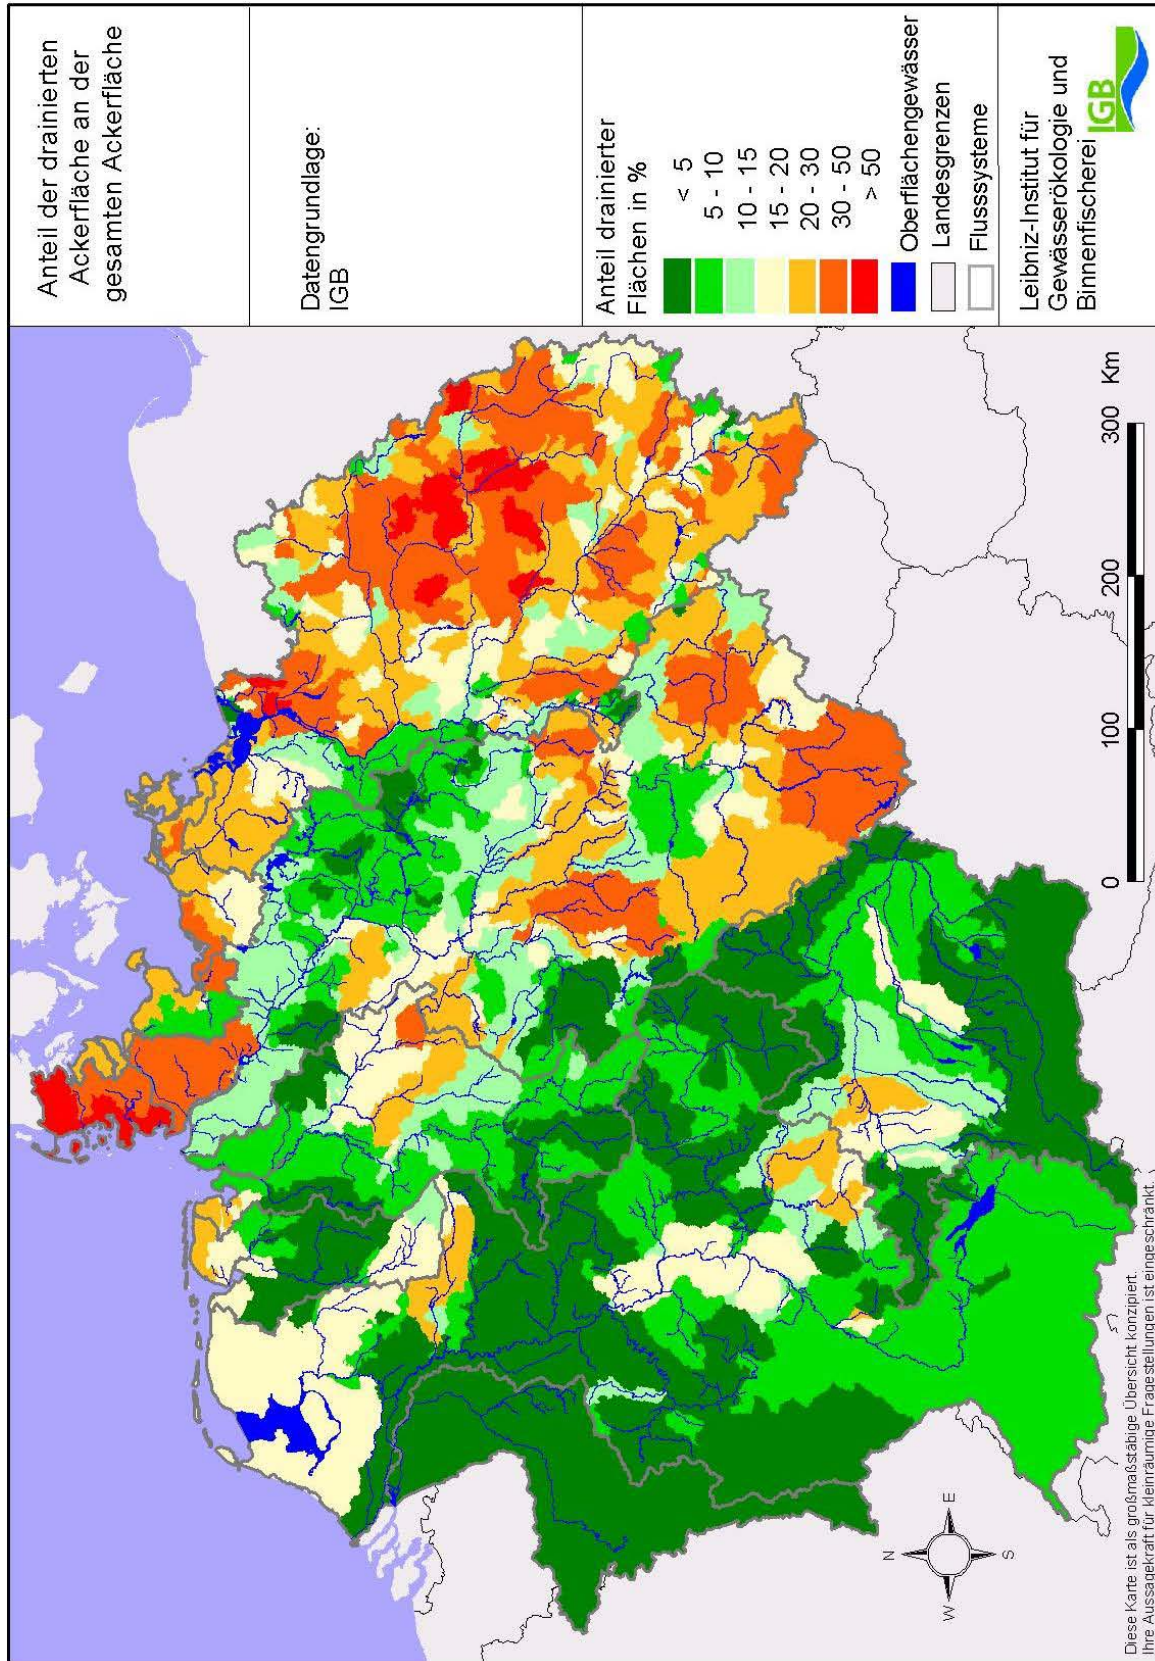 Anteil der drainierten
Ackerfläche an der
gesamten Ackerfläche
Datengrundlage:
IGB
Anteil drainierter
Flächen in %
< 5
5 - 10
10 - 15
15 - 20
20 - 30
30 - 50
> 50
Oberflächengewässer
Landesgrenzen
Flusssysteme
Leibniz-Institut für
Gewässerökologie und
Binnenfischerei
IGB
0 100 200 300 Km
N
W E
S
Diese Karte ist als großmaßstäbige Übersicht konzipiert.
Ihre Aussagekraft für kleinräumige Fragestellungen ist eingeschränkt.